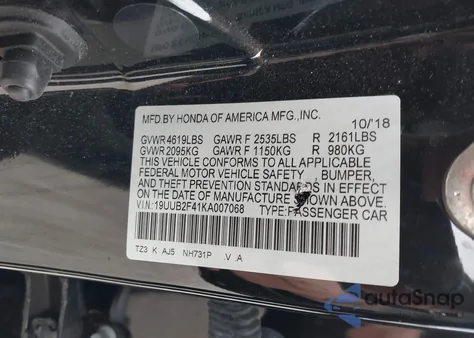 MFD.BY HONDA OF AMERICA MFG.,INC.
10/'18
GVWR 4619LBS GAWR F 2535LBS R 2161LBS
GVWR 2095KG GAWR F 1150KG R 980KG
THIS VEHICLE CONFORMS TO ALL APPLICABLE
FEDERAL MOTOR VEHICLE SAFETY BUMPER,
AND THEFT PREVENTION STANDARDS IN EFFECT
ON THE DATE OF MANUFACTURE SHOWN ABOVE.
V.I.N:19UUB2F41KA007068 TYPE:PASSENGER CAR
TZ3 K AJ5 NH731P .V .A
autoSnap